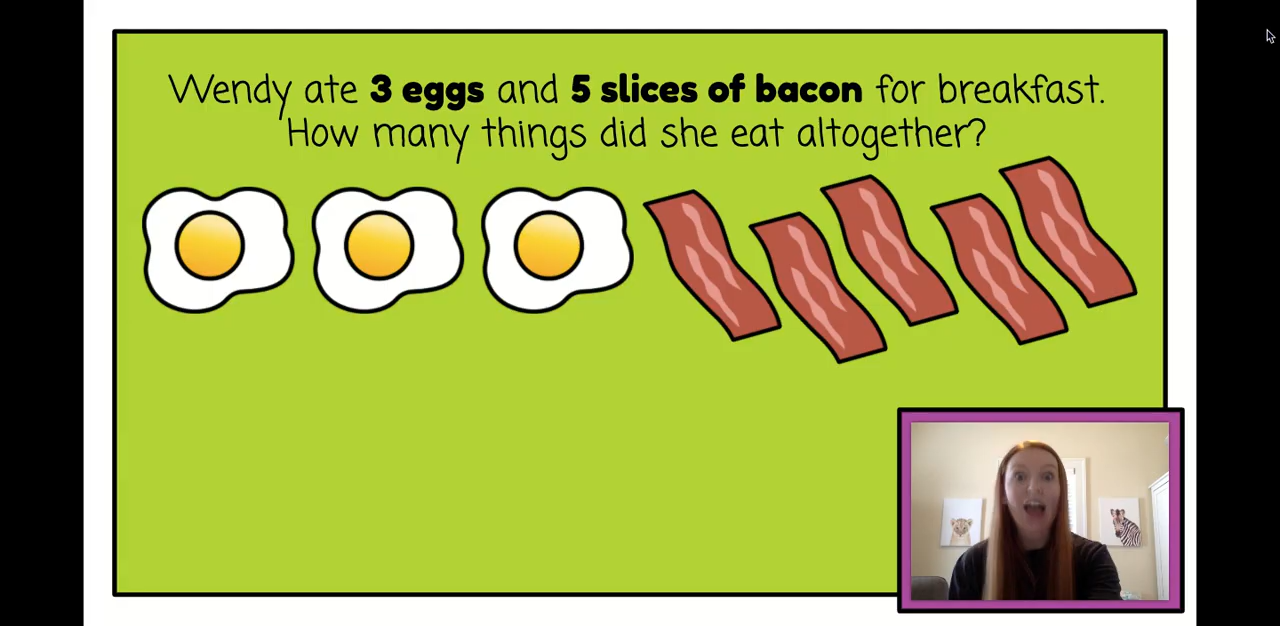 Wendy ate 3 eggs and 5 slices of bacon for breakfast.
How many things did she eat altogether?